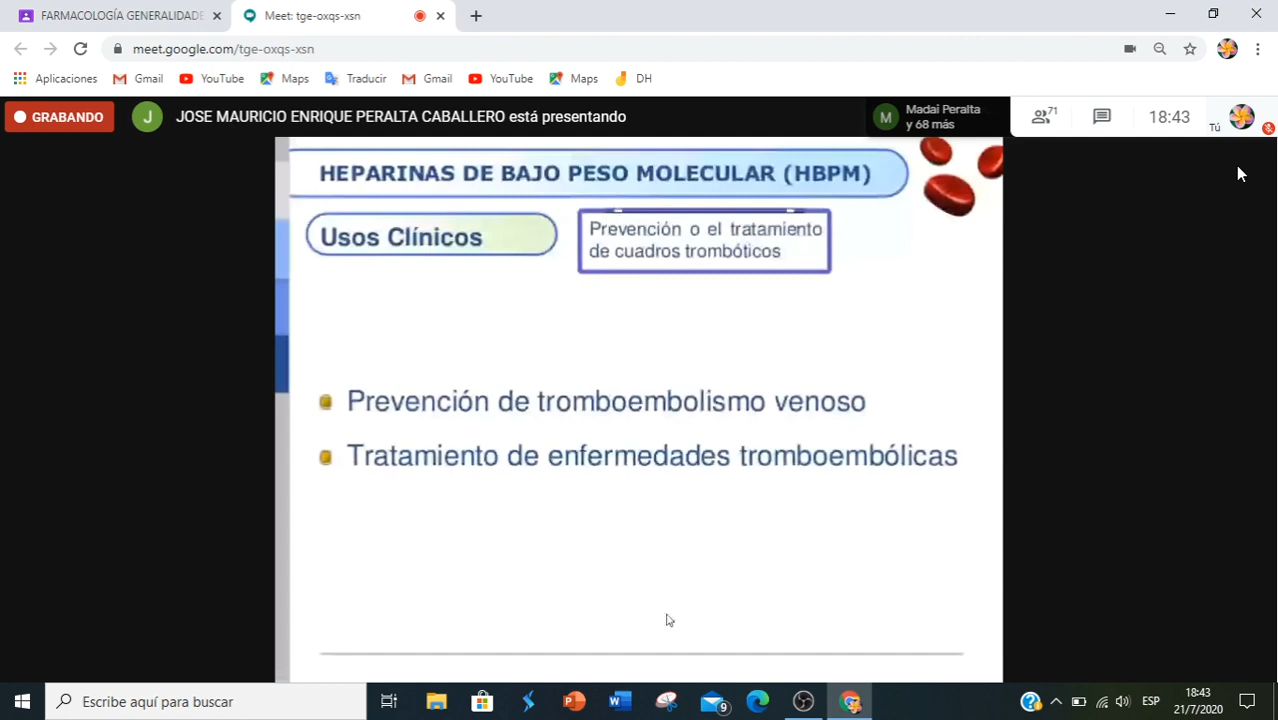 FARMACOLOGÍA GENERALIDADE
Meet: tge-oxqs-xsn
meet.google.com/tge-oxqs-xsn
Aplicaciones Gmail YouTube Maps Traducir Gmail YouTube Maps DH
GRABANDO
J
JOSE MAURICIO ENRIQUE PERALTA CABALLERO está presentando
M
Madai Peralta
y 68 más
71
18:43
Tú
HEPARINAS DE BAJO PESO MOLECULAR (HBPM)
Usos Clínicos
Prevención o el tratamiento
de cuadros trombóticos
Prevención de tromboembolismo venoso
Tratamiento de enfermedades tromboembólicas
Escribe aquí para buscar
9
ESP
18:43
21/7/2020